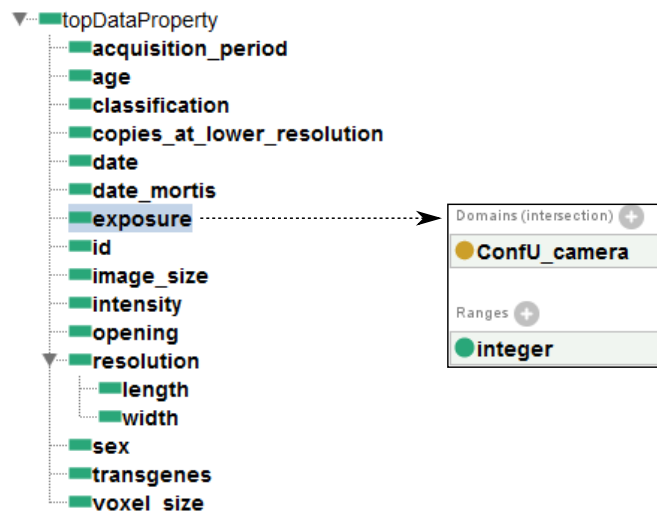 topDataProperty
acquisition_period
age
classification
copies_at_lower_resolution
date
date_mortis
exposure
id
image_size
intensity
opening
resolution
length
width
sex
transgenes
voxel_size
Domains (intersection)
ConfU_camera
Ranges
integer